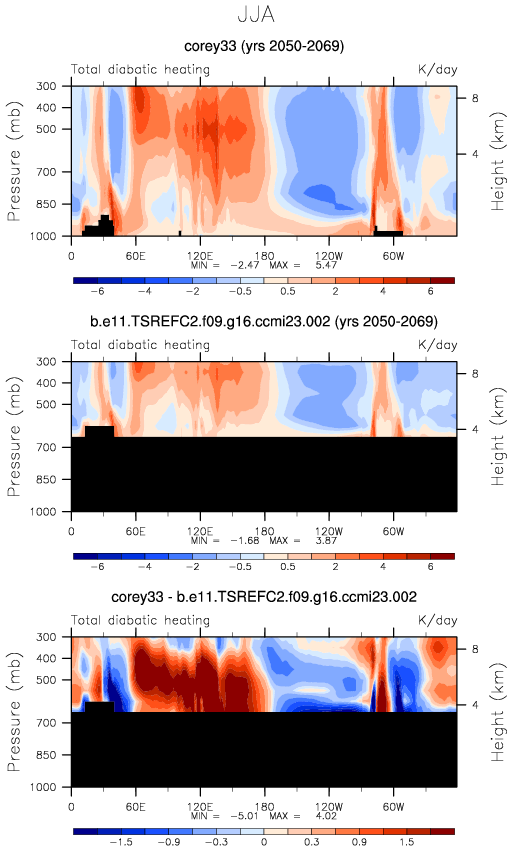 JJA
corey33 (yrs 2050-2069)
Total diabatic heating K/day
300
500
700
850
1000
Pressure (mb)
8
4
Height (km)
0 60E 120E 180 120W 60W
MIN = -2.47 MAX = 5.47
-6 -4 -2 -1 -0.5 0.5 1 2 4 6
b.e11.TSREFC2.f09.g16.ccmi23.002 (yrs 2050-2069)
Total diabatic heating K/day
300
400
500
700
850
1000
Pressure (mb)
8
4
Height (km)
0 60E 120E 180 120W 60W
MIN = -1.68 MAX = 3.87
-6 -4 -2 -1 -0.5 0.5 1 2 4 6
corey33 - b.e11.TSREFC2.f09.g16.ccmi23.002
Total diabatic heating K/day
300
400
500
700
850
1000
Pressure (mb)
8
4
Height (km)
0 60E 120E 180 120W 60W
MIN = -5.01 MAX = 4.02
-1.5 -0.9 -0.3 0 0.3 0.9 1.5